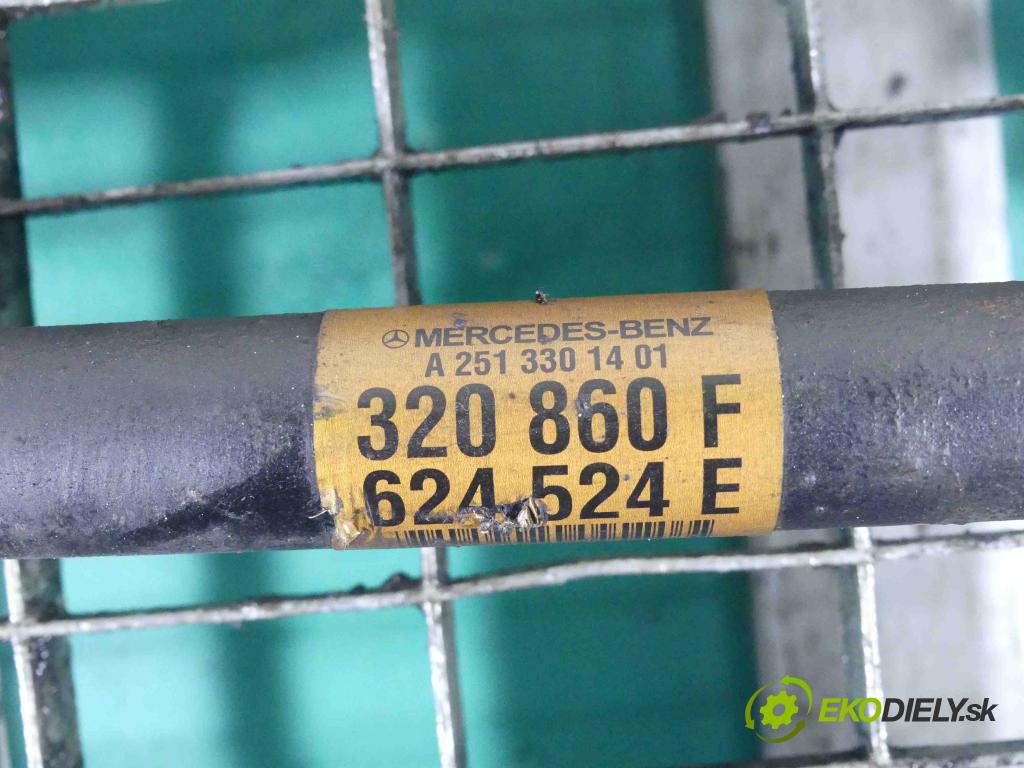 MERCEDES-BENZ
A 251 330 14 01
320 860 F
624 524 E
EKODIELY.sk